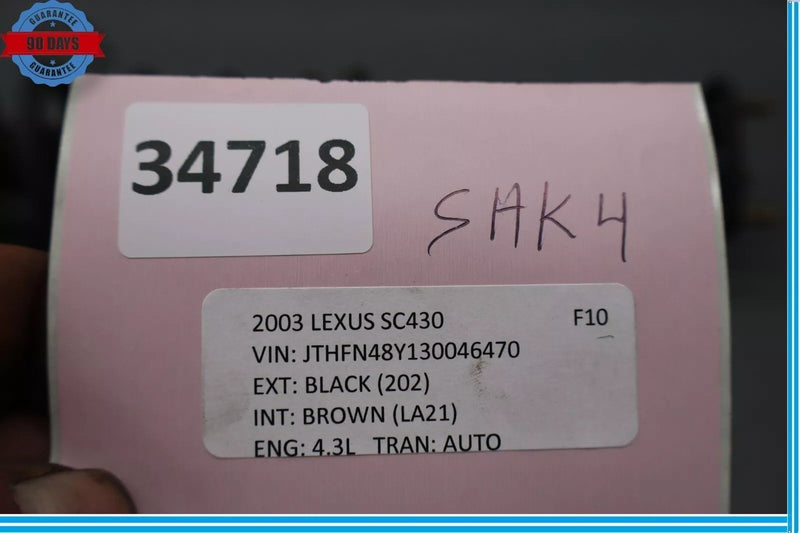 GUARANTEE
90 DAYS
GUARANTEE
34718
SAK4
2003 LEXUS SC430 F10
VIN: JTHFN48Y130046470
EXT: BLACK (202)
INT: BROWN (LA21)
ENG: 4.3L TRAN: AUTO